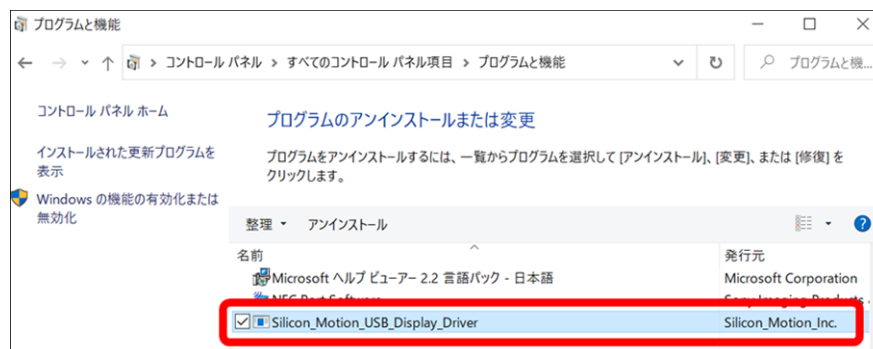 プログラムと機能
コントロール パネル > すべてのコントロール パネル項目 > プログラムと機能
プログラムと機...
コントロール パネル ホーム
インストールされた更新プログラムを
表示
Windows の機能の有効化または
無効化
プログラムのアンインストールまたは変更
プログラムをアンインストールするには、一覧からプログラムを選択して [アンインストール]、[変更]、または [修復] を
クリックします。
整理 アンインストール
名前 発行元
Microsoft ヘルプ ビューアー 2.2 言語パック - 日本語 Microsoft Corporation
Software Sony Imaging Products
Silicon_Motion_USB_Display_Driver Silicon_Motion_Inc.